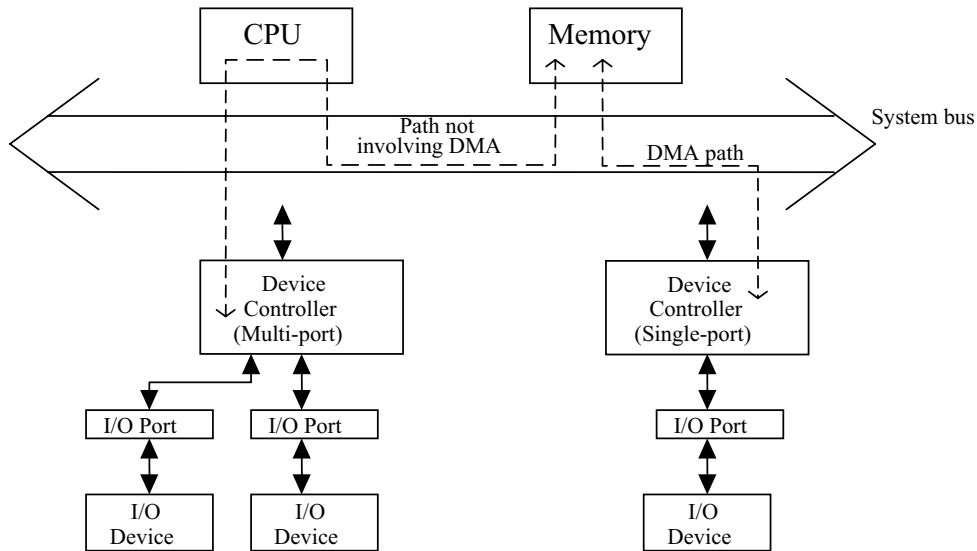 CPU
Memory
System bus
Path not
involving DMA
DMA path
Device
Controller
(Multi-port)
Device
Controller
(Single-port)
I/O Port
I/O Port
I/O Port
I/O
Device
I/O
Device
I/O
Device